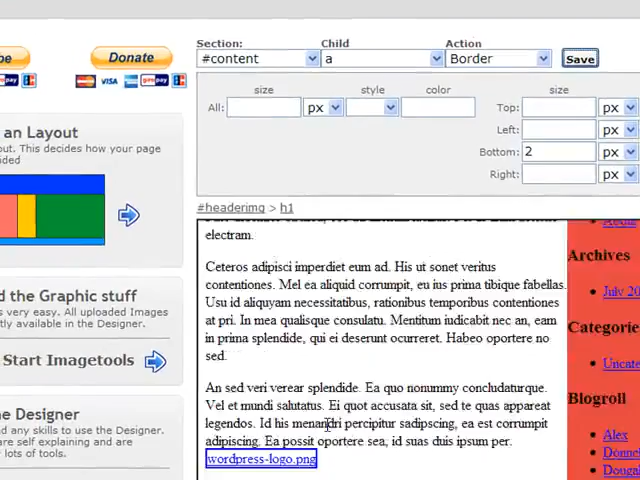 be
Donate
VISA
Section:
Child
Action
#content
a
Border
Save
size
style
color
size
All:
px
Top:
px
Left:
px
Bottom:
2
px
Right:
px
#headerimg > h1
an Layout
out. This decides how your page
ided
d the Graphic stuff
s very easy. All uploaded Images
tly available in the Designer.
Start Imagetools
he Designer
d any skills to use the Designer.
are self explaining and are
lots of tools.
electram.
Ceteros adipisci imperdiet eum ad. His ut sonet veritus
contentiones. Mel ea aliquid corrumpit, eu ius prima tibique fabellas.
Usu id aliquyam necessitatibus, rationibus temporibus contentiones
at pri. In mea qualisque consulatu. Mentitum iudicabit nec an, eam
in prima splendide, qui ei deserunt ocurreret. Habeo oportere no
sed.
An sed veri verear splendide. Ea quo nonummy concludaturque.
Vel et mundi salutatus. Ei quot accusata sit, sed te quas appareat
legendos. Id his menandri percipitur sadipscing, ea est corrumpit
adipiscing. Ea possit oportere sea, id suas duis ipsum per.
wordpress-logo.png
Archives
July 20
Categorie
Uncate
Blogroll
Alex
Donne
Dougal